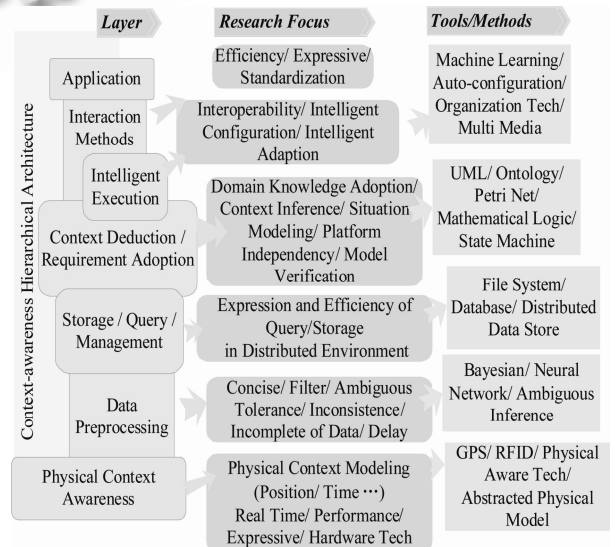 Layer
Research Focus
Tools/Methods
Context-awareness Hierarchical Architecture
Application
Efficiency/ Expressive/
Standardization
Machine Learning/
Auto-configuration/
Organization Tech/
Multi Media
Interaction
Methods
Interoperability/ Intelligent
Configuration/ Intelligent
Adaption
Intelligent
Execution
Domain Knowledge Adoption/
Context Inference/ Situation
Modeling/ Platform
Independency/ Model
Verification
UML/ Ontology/
Petri Net/
Mathematical Logic/
State Machine
Context Deduction /
Requirement Adoption
Storage / Query /
Management
Expression and Efficiency of
Query/Storage
in Distributed Environment
File System/
Database/ Distributed
Data Store
Data
Preprocessing
Concise/ Filter/ Ambiguous
Tolerance/ Inconsistence/
Incomplete of Data/ Delay
Bayesian/ Neural
Network/ Ambiguous
Inference
Physical Context
Awareness
Physical Context Modeling
(Position/ Time ···)
Real Time/ Performance/
Expressive/ Hardware Tech
GPS/ RFID/ Physical
Aware Tech/
Abstracted Physical
Model